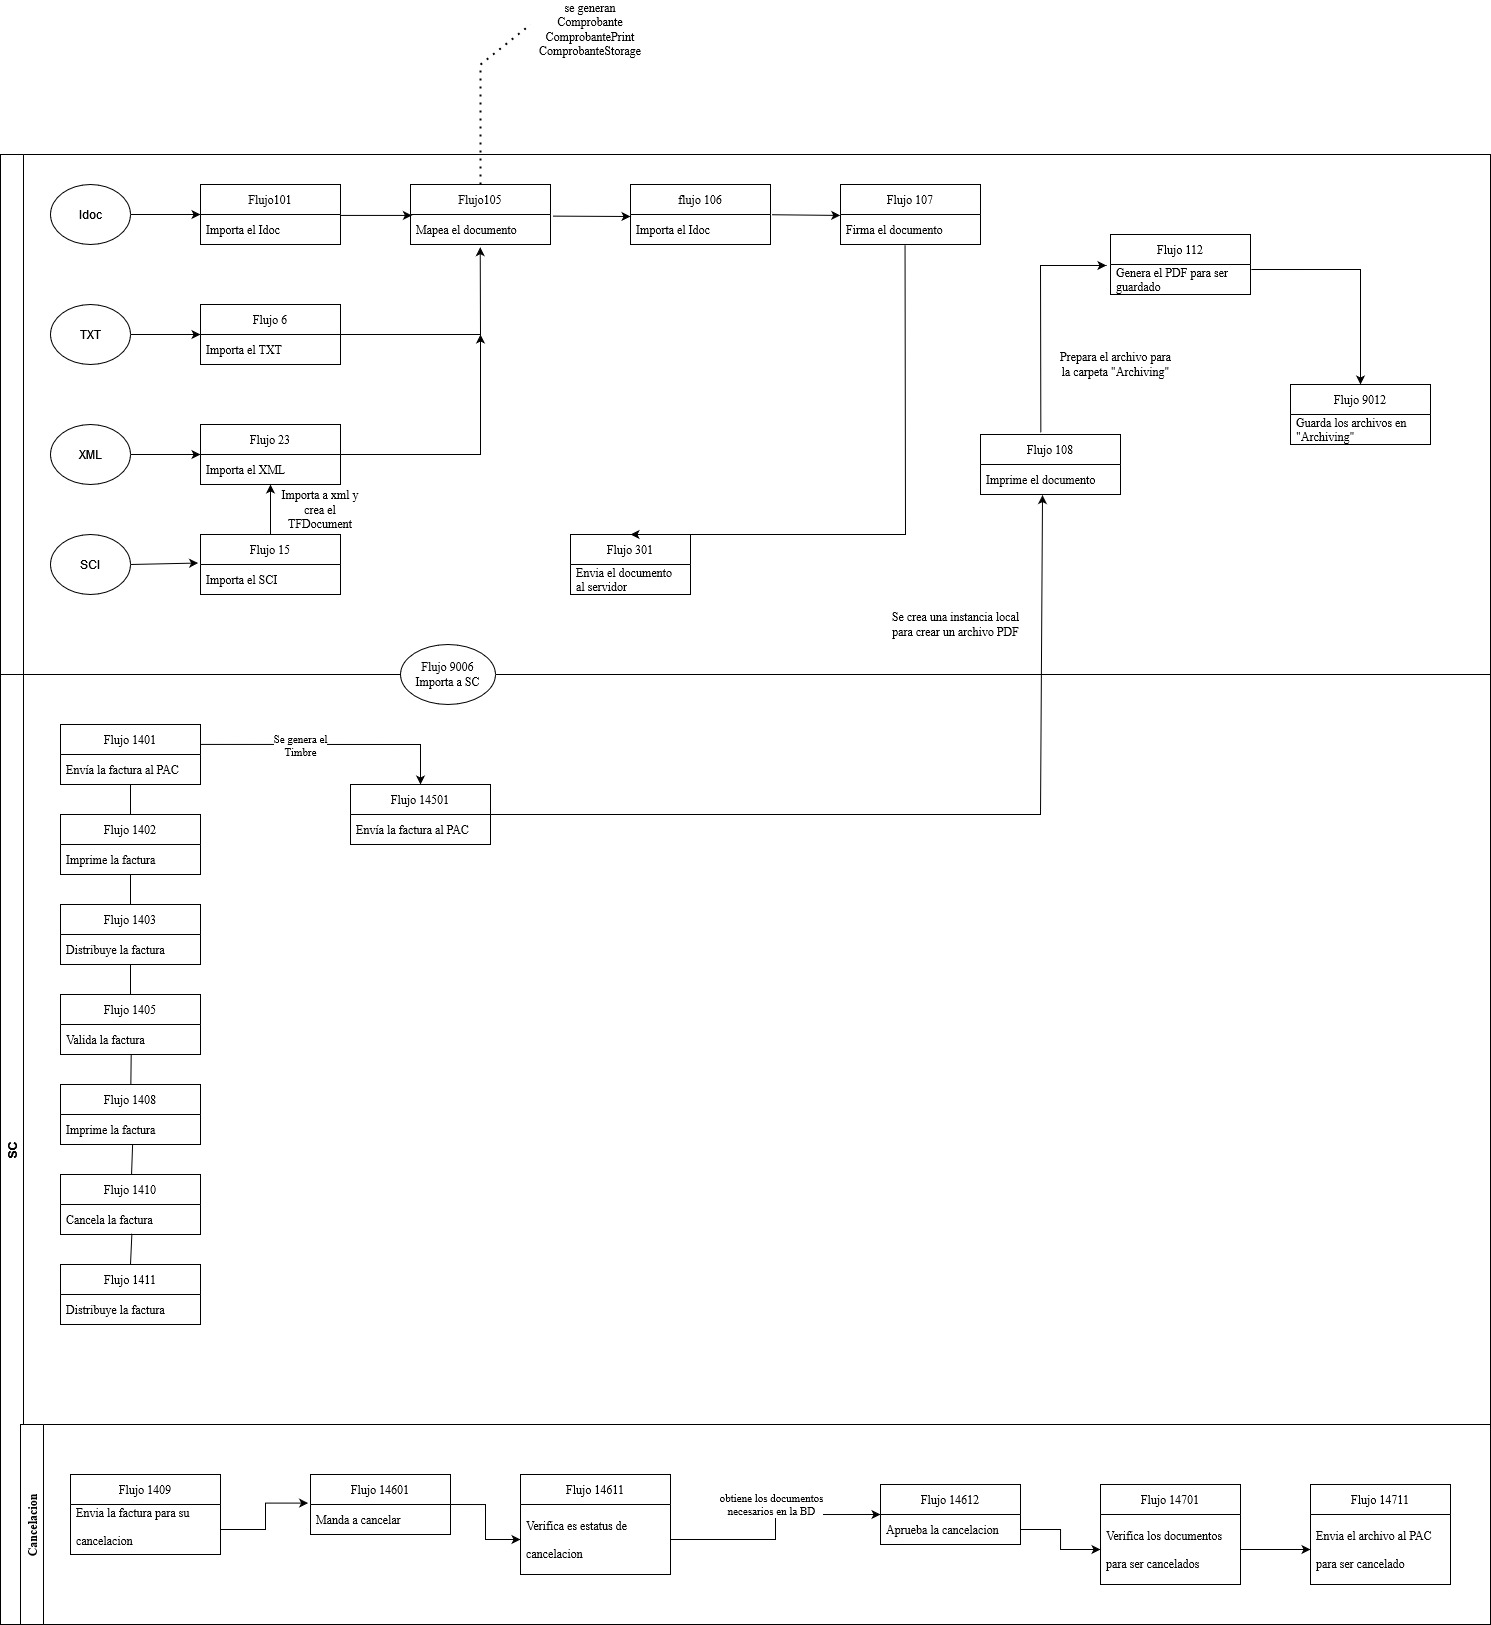 se generan
Comprobante
ComprobantePrint
ComprobanteStorage
Idoc
Flujo101
Importa el Idoc
Flujo105
Mapea el documento
flujo 106
Importa el Idoc
Flujo 107
Firma el documento
Flujo 112
Genera el PDF para ser
guardado
TXT
Flujo 6
Importa el TXT
Prepara el archivo para
la carpeta "Archiving"
Flujo 9012
Guarda los archivos en
"Archiving"
XML
Flujo 23
Importa el XML
Flujo 108
Imprime el documento
Importa a xml y
crea el
TFDocument
SCI
Flujo 15
Importa el SCI
Flujo 301
Envia el documento
al servidor
Se crea una instancia local
para crear un archivo PDF
Flujo 9006
Importa a SC
SC
Flujo 1401
Envía la factura al PAC
Se genera el
Timbre
Flujo 14501
Envía la factura al PAC
Flujo 1402
Imprime la factura
Flujo 1403
Distribuye la factura
Flujo 1405
Valida la factura
Flujo 1408
Imprime la factura
Flujo 1410
Cancela la factura
Flujo 1411
Distribuye la factura
Cancelacion
Flujo 1409
Envia la factura para su
cancelacion
Flujo 14601
Manda a cancelar
Flujo 14611
Verifica es estatus de
cancelacion
obtiene los documentos
necesarios en la BD
Flujo 14612
Aprueba la cancelacion
Flujo 14701
Verifica los documentos
para ser cancelados
Flujo 14711
Envia el archivo al PAC
para ser cancelado